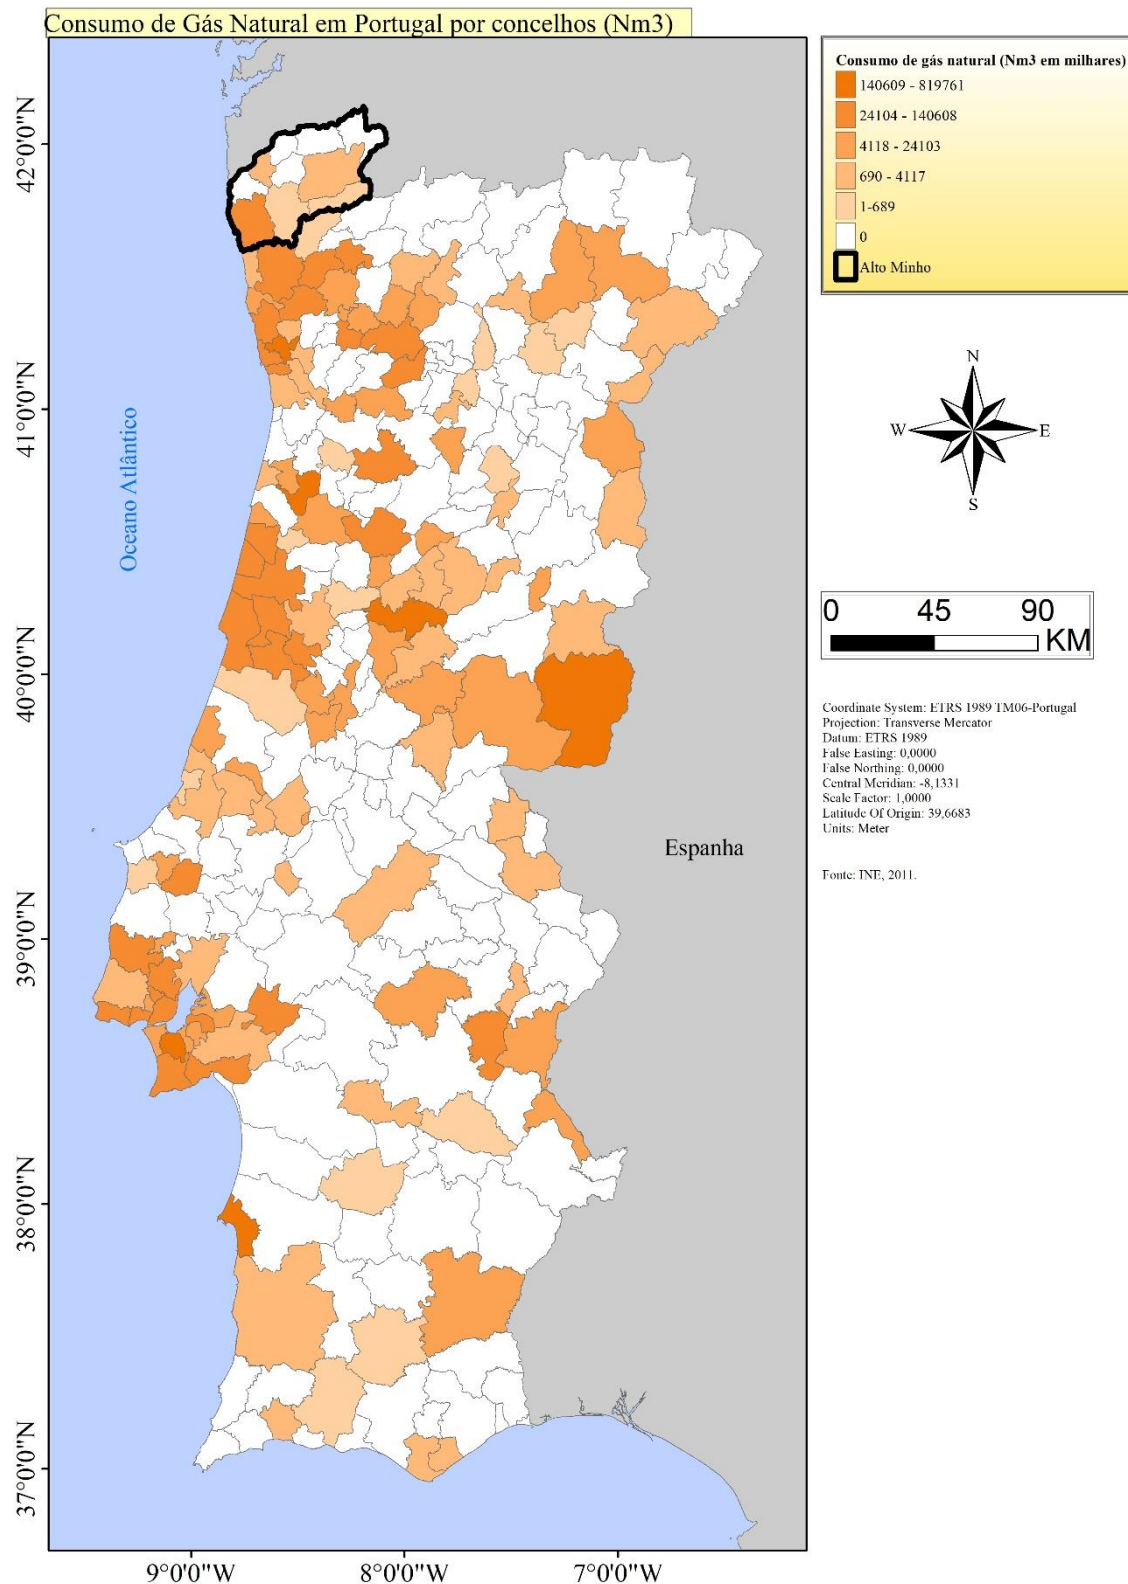 Consumo de Gás Natural em Portugal por concelhos (Nm3)
Consumo de gás natural (Nm3 em milhares)
140609 - 819761
24104 - 140608
4118 - 24103
690 - 4117
1-689
0
Alto Minho
42°0'0"N
41°0'0"N
40°0'0"N
39°0'0"N
38°0'0"N
37°0'0"N
Oceano Atlântico
Espanha
N
W
E
S
0 45 90
KM
Coordinate System: ETRS 1989 TM06-Portugal
Projection: Transverse Mercator
Datum: ETRS 1989
False Easting: 0,0000
False Northing: 0,0000
Central Meridian: -8,1331
Scale Factor: 1,0000
Latitude Of Origin: 39,6683
Units: Meter
Fonte: INE, 2011.
9°0'0"W 8°0'0"W 7°0'0"W